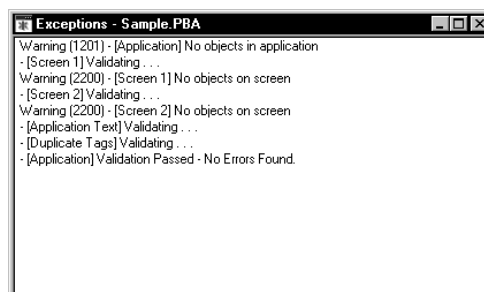 Exceptions - Sample.PBA
Warning (1201) - [Application] No objects in application
- [Screen 1] Validating . . .
Warning (2200) - [Screen 1] No objects on screen
- [Screen 2] Validating . . .
Warning (2200) - [Screen 2] No objects on screen
- [Application Text] Validating . . .
- [Duplicate Tags] Validating . . .
- [Application] Validation Passed - No Errors Found.